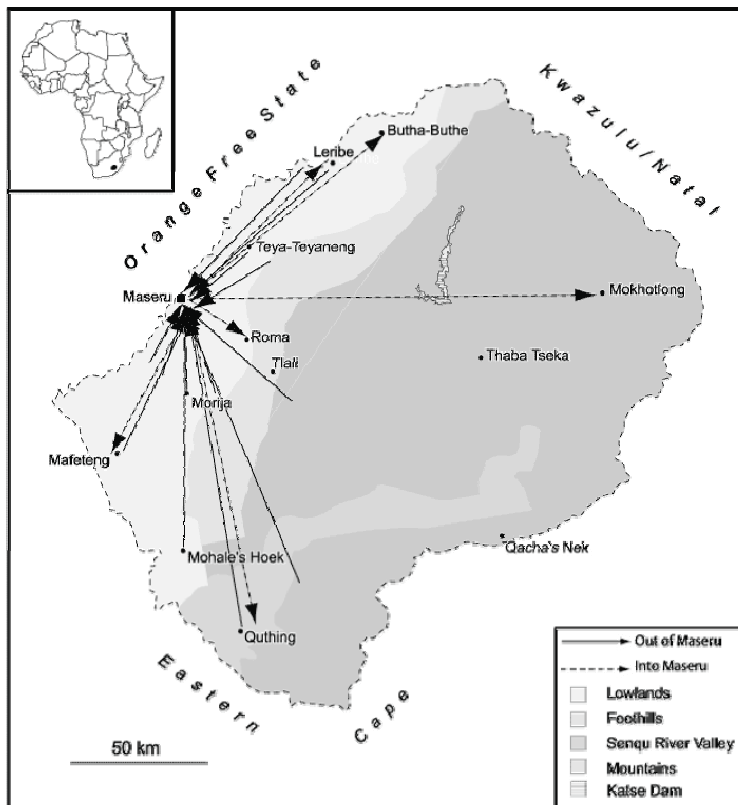 Orange Free State
Kwazulu/Natal
Butha-Buthe
Leribe
Teya-Teyaneng
Maseru
Mokhotlong
Roma
Thaba Tseka
Tlali
Morija
Mafeteng
Mohale's Hoek
Qacha's Nek
Quthing
Eastern Cape
50 km
Out of Maseru
Into Maseru
Lowlands
Foothills
Senqu River Valley
Mountains
Katse Dam